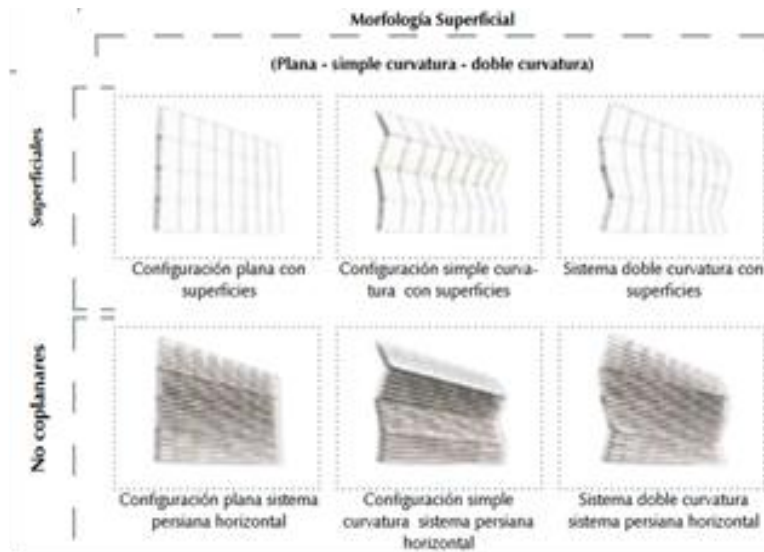 Morfología Superficial
(Plana - simple curvatura - doble curvatura)
Superficiales
Configuración plana con
superficies
Configuración simple curva-
tura con superficies
Sistema doble curvatura con
superficies
No coplanares
Configuración plana sistema
persiana horizontal
Configuración simple
curvatura sistema persiana
horizontal
Sistema doble curvatura
sistema persiana horizontal